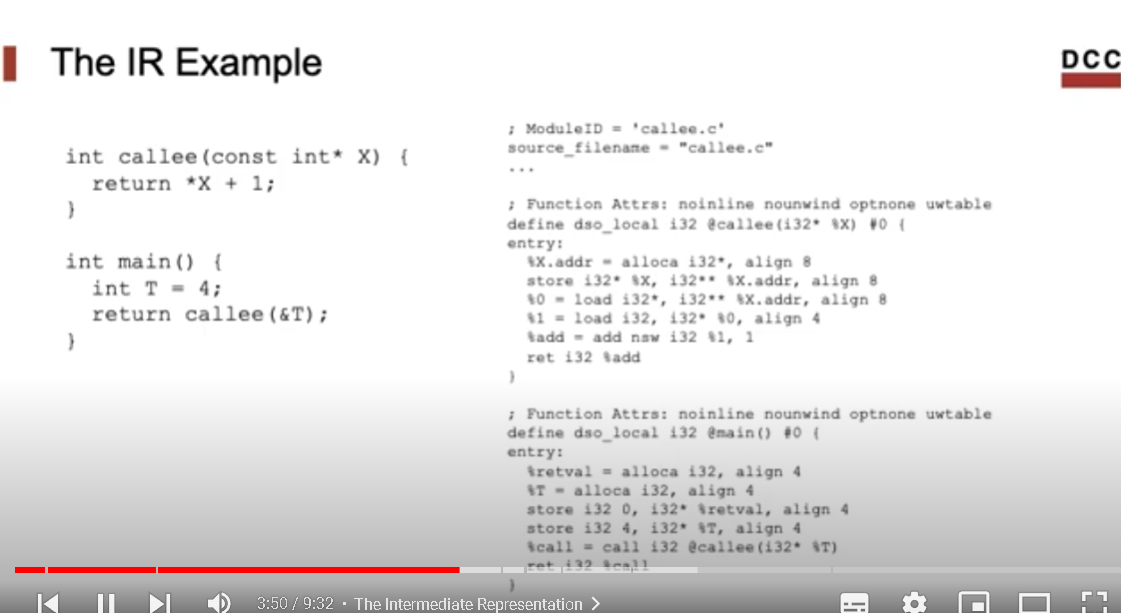 The IR Example
DCC
int callee(const int* X) {
return *X + 1;
}
int main() {
int T = 4;
return callee(&T);
}
; ModuleID = 'callee.c'
source_filename = "callee.c"
...
; Function Attrs: noinline nounwind optnone uwtable
define dso_local i32 @callee(i32* %X) #0 {
entry:
%X.addr = alloca i32*, align 8
store i32* %X, i32** %X.addr, align 8
%0 = load i32*, i32** %X.addr, align 8
%1 = load i32, i32* %0, align 4
%add = add nsw i32 %1, 1
ret i32 %add
}
; Function Attrs: noinline nounwind optnone uwtable
define dso_local i32 @main() #0 {
entry:
%retval = alloca i32, align 4
%T = alloca i32, align 4
store i32 0, i32* %retval, align 4
store i32 4, i32* %T, align 4
%call = call i32 @callee(i32* %T)
ret i32 %call
}
3:50 / 9:32 • The Intermediate Representation >